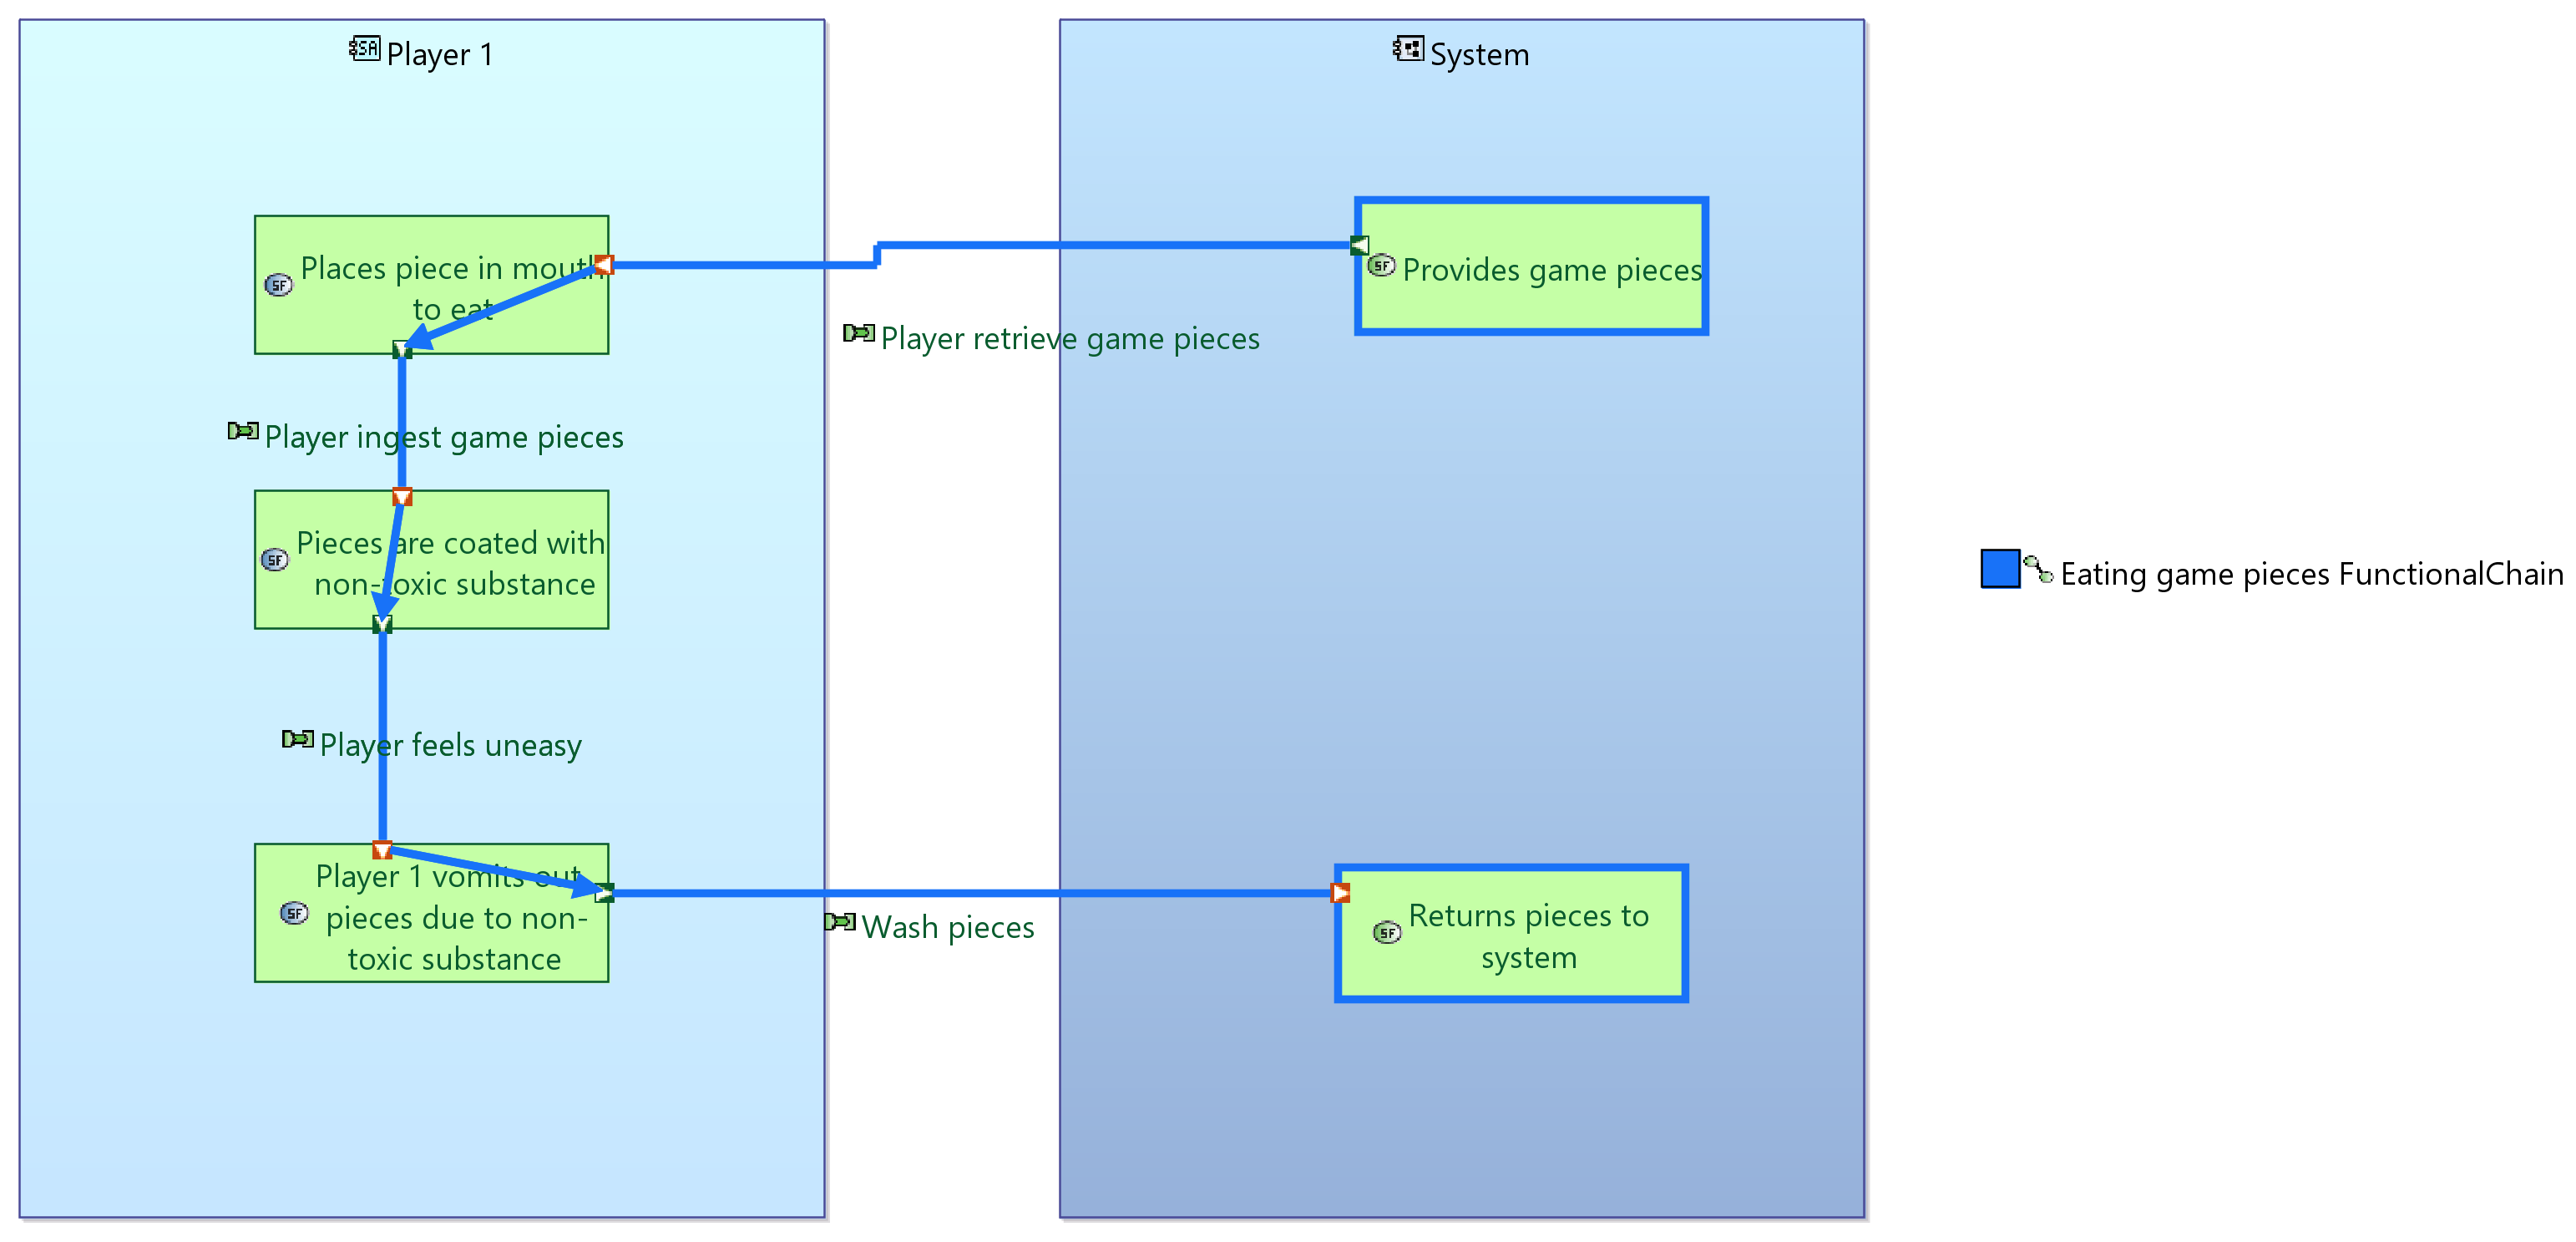 Player 1
System
Places piece in mouth
to eat
Provides game pieces
Player retrieve game pieces
Player ingest game pieces
Pieces are coated with
non-toxic substance
Eating game pieces FunctionalChain
Player feels uneasy
Player 1 vomits out
pieces due to non-
toxic substance
Wash pieces
Returns pieces to
system